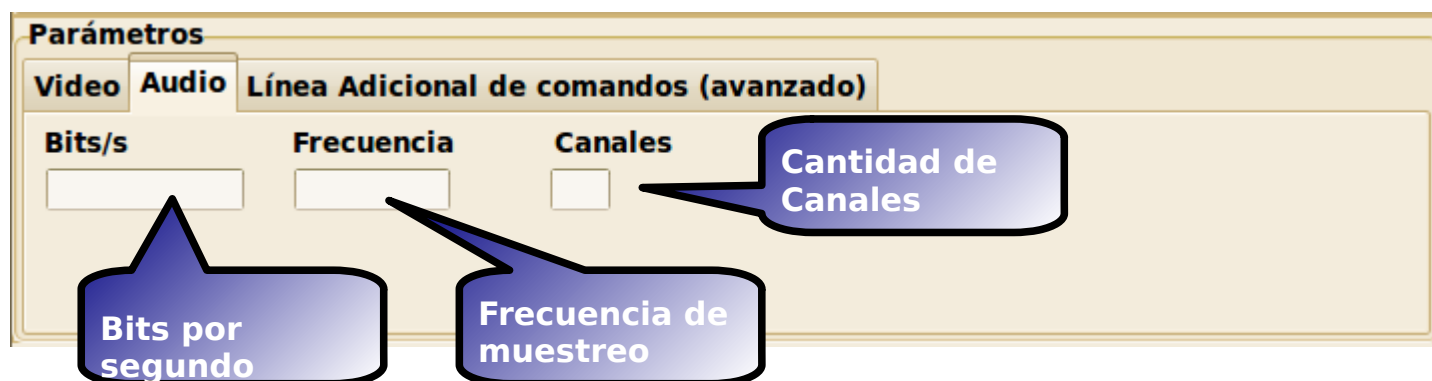 Parámetros
Video Audio Línea Adicional de comandos (avanzado)
Bits/s Frecuencia Canales
Cantidad de
Canales
Bits por
segundo
Frecuencia de
muestreo